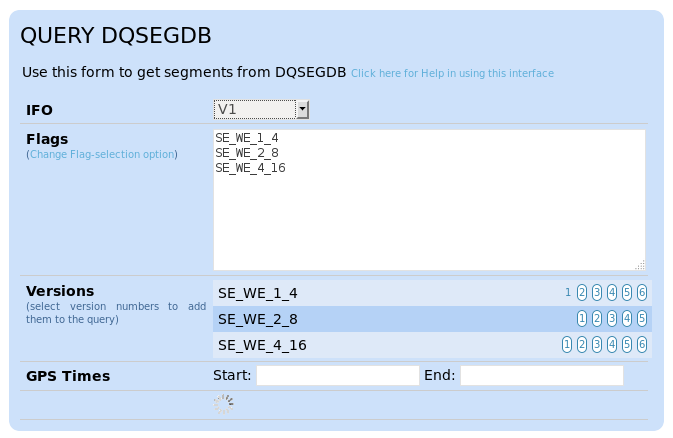 QUERY DQSEGDB
Use this form to get segments from DQSEGDB Click here for Help in using this interface
IFO V1
Flags
(Change Flag-selection option)
SE_WE_1_4
SE_WE_2_8
SE_WE_4_16
Versions
(select version numbers to add
them to the query)
SE_WE_1_4 1 2 3 4 5 6
SE_WE_2_8 1 2 3 4 5
SE_WE_4_16 1 2 3 4 5 6
GPS Times Start: End: